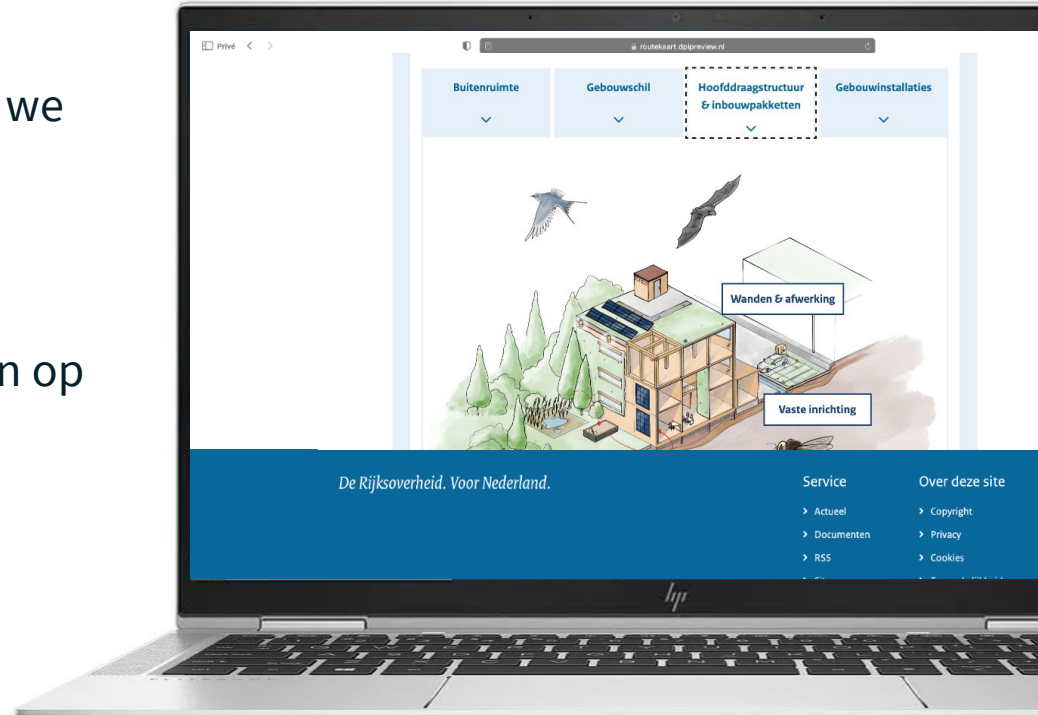 we
n op
Privé
routekaart.dpipreview.nl
Buitenruimte
Gebouwschil
Hoofddraagstructuur
& inbouwpakketten
Gebouwinstallaties
Wanden & afwerking
Vaste inrichting
De Rijksoverheid. Voor Nederland.
Service
Actueel
Documenten
RSS
Over deze site
Copyright
Privacy
Cookies
hp